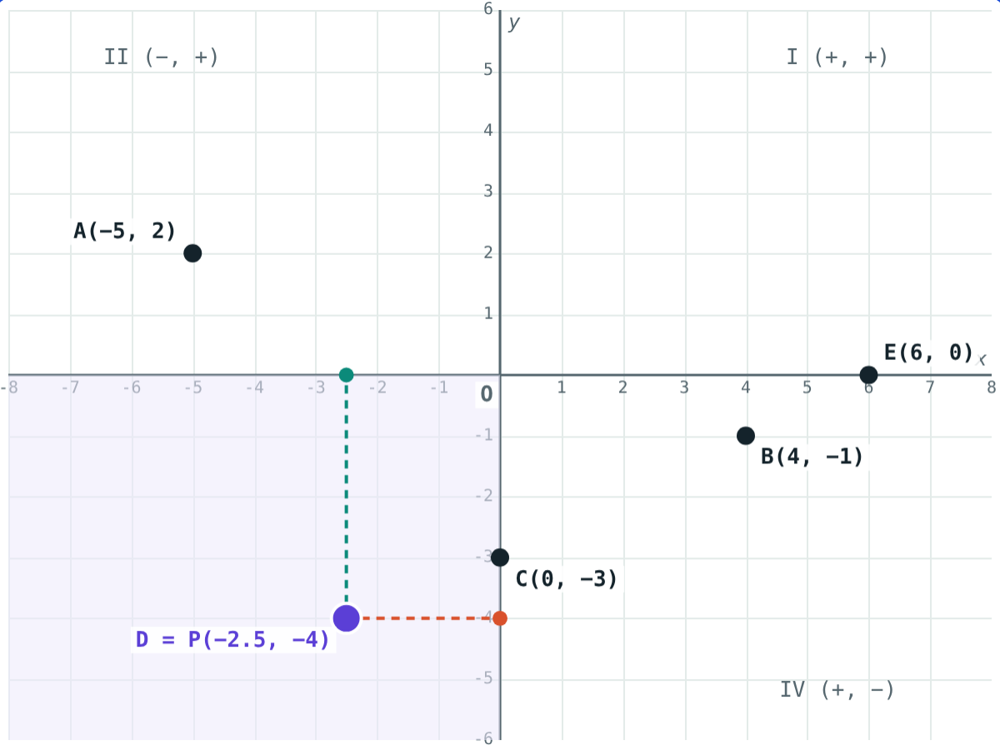 6
y
II (−, +)
I (+, +)
5
4
3
A(−5, 2)
2
1
E(6, 0)
x
-8 -7 -6 -5 -4 -3 -2 -1 0 1 2 3 4 5 6 7 8
-1
B(4, −1)
-2
-3
C(0, −3)
-4
D = P(−2.5, −4)
-5
IV (+, −)
-6